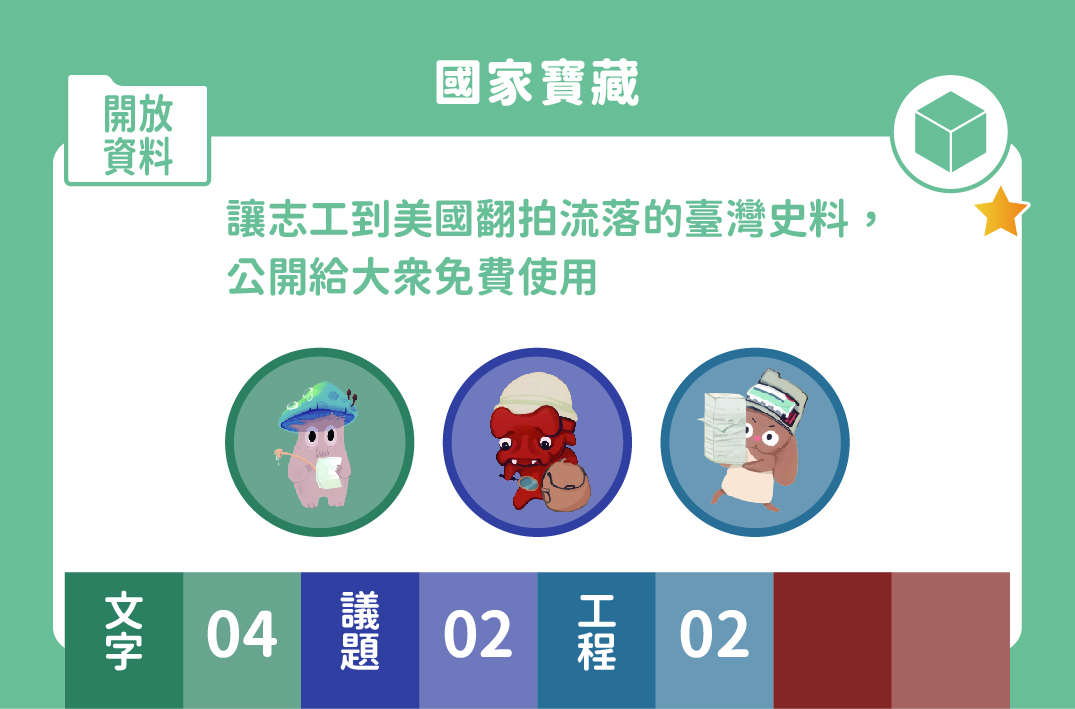 國家寶藏
開放
資料
讓志工到美國翻拍流落的臺灣史料，
公開給大衆免費使用
文字
04
議題
02
工程
02